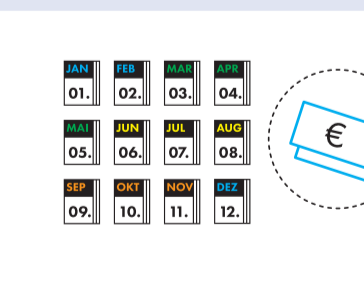 JAN FEB MAR APR
01. 02. 03. 04.
MAI JUN JUL AUG
05. 06. 07. 08.
SEP OKT NOV DEZ
09. 10. 11. 12.
€